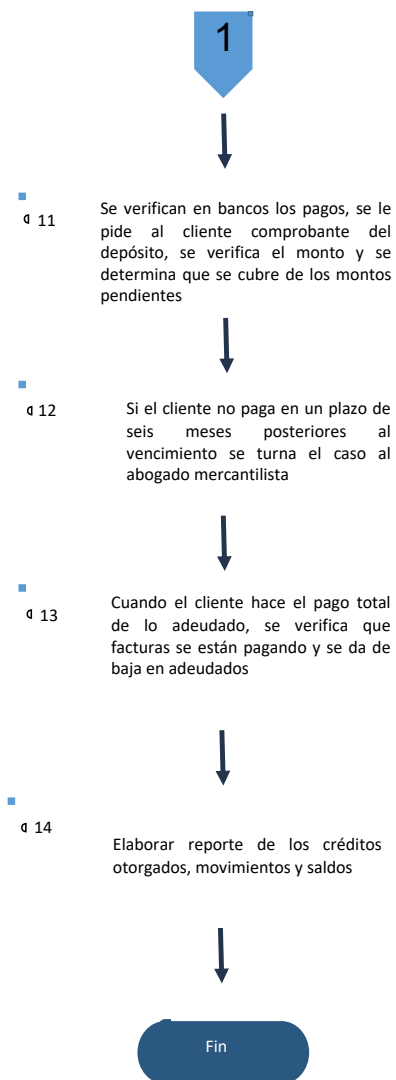 1
11
Se verifican en bancos los pagos, se le
pide al cliente comprobante del
depósito, se verifica el monto y se
determina que se cubre de los montos
pendientes
12
Si el cliente no paga en un plazo de
seis meses posteriores al
vencimiento se turna el caso al
abogado mercantilista
13
Cuando el cliente hace el pago total
de lo adeudado, se verifica que
facturas se están pagando y se da de
baja en adeudados
14
Elaborar reporte de los créditos
otorgados, movimientos y saldos
Fin